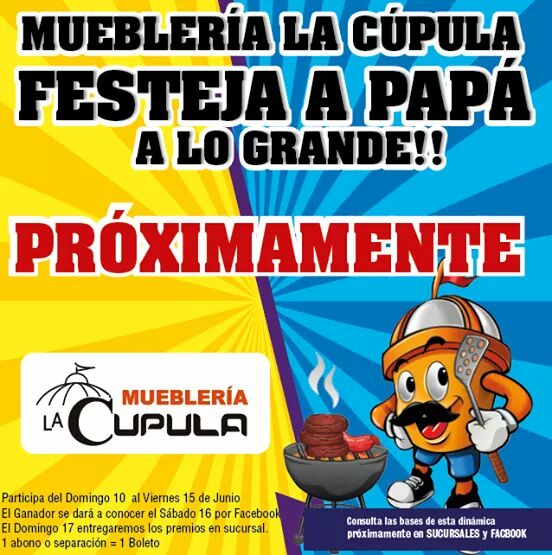 MUEBLERÍA LA CÚPULA
FESTEJA A PAPÁ
A LO GRANDE!!
PRÓXIMAMENTE
MUEBLERÍA
LA CUPULA
Participa del Domingo 10 al Viernes 15 de Junio
El Ganador se dará a conocer el Sábado 16 por Facebook
El Domingo 17 entregaremos los premios en sucursal.
1 abono o separación = 1 Boleto
Consulta las bases de esta dinámica
próximamente en SUCURSALES y FACBOOK